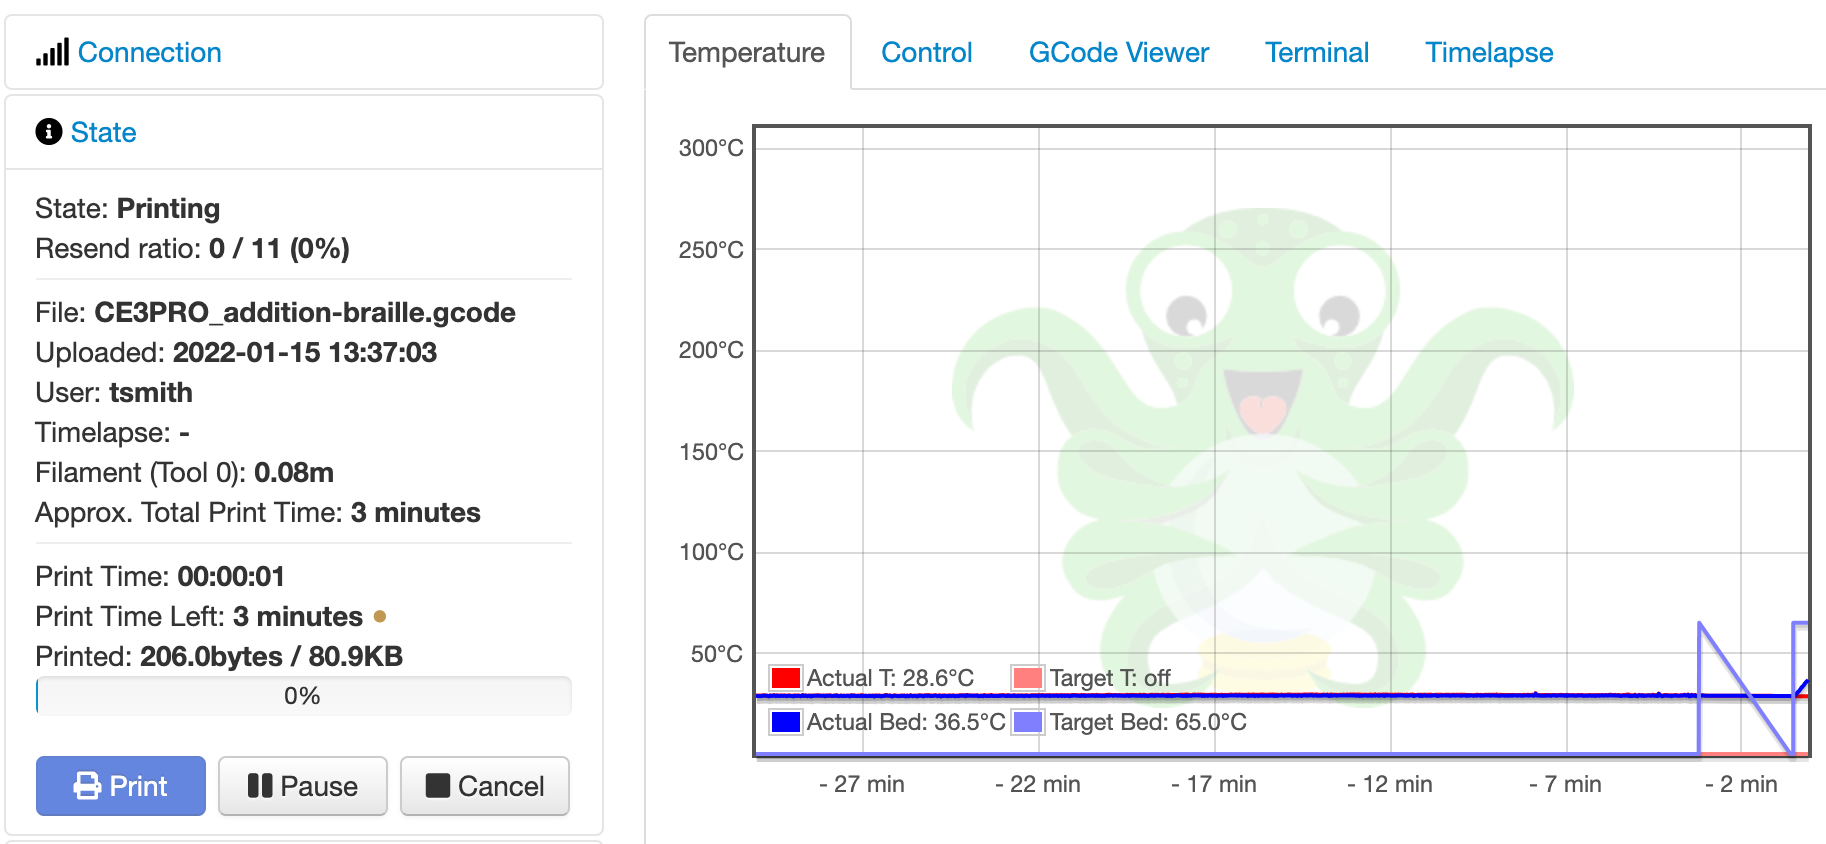 Connection
State
State: Printing
Resend ratio: 0 / 11 (0%)
File: CE3PRO_addition-braille.gcode
Uploaded: 2022-01-15 13:37:03
User: tsmith
Timelapse: -
Filament (Tool 0): 0.08m
Approx. Total Print Time: 3 minutes
Print Time: 00:00:01
Print Time Left: 3 minutes
Printed: 206.0bytes / 80.9KB
0%
Print Pause Cancel
Temperature Control GCode Viewer Terminal Timelapse
300°C
250°C
200°C
150°C
100°C
50°C
Actual T: 28.6°C Target T: off
Actual Bed: 36.5°C Target Bed: 65.0°C
- 27 min - 22 min - 17 min - 12 min - 7 min - 2 min